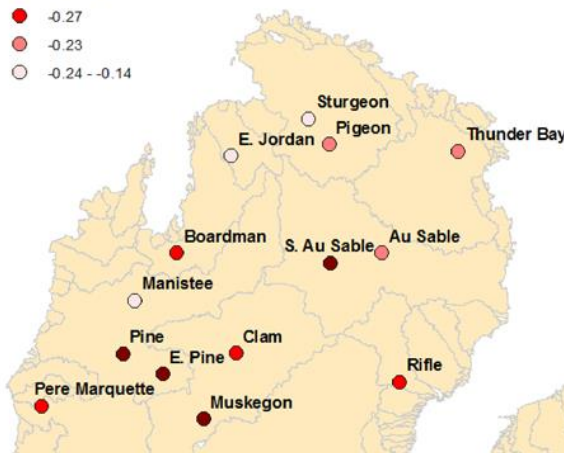 -0.27
-0.23
-0.24 - -0.14
Sturgeon
Pigeon
Thunder Bay
E. Jordan
Boardman
S. Au Sable
Au Sable
Manistee
Pine
Clam
E. Pine
Rifle
Pere Marquette
Muskegon